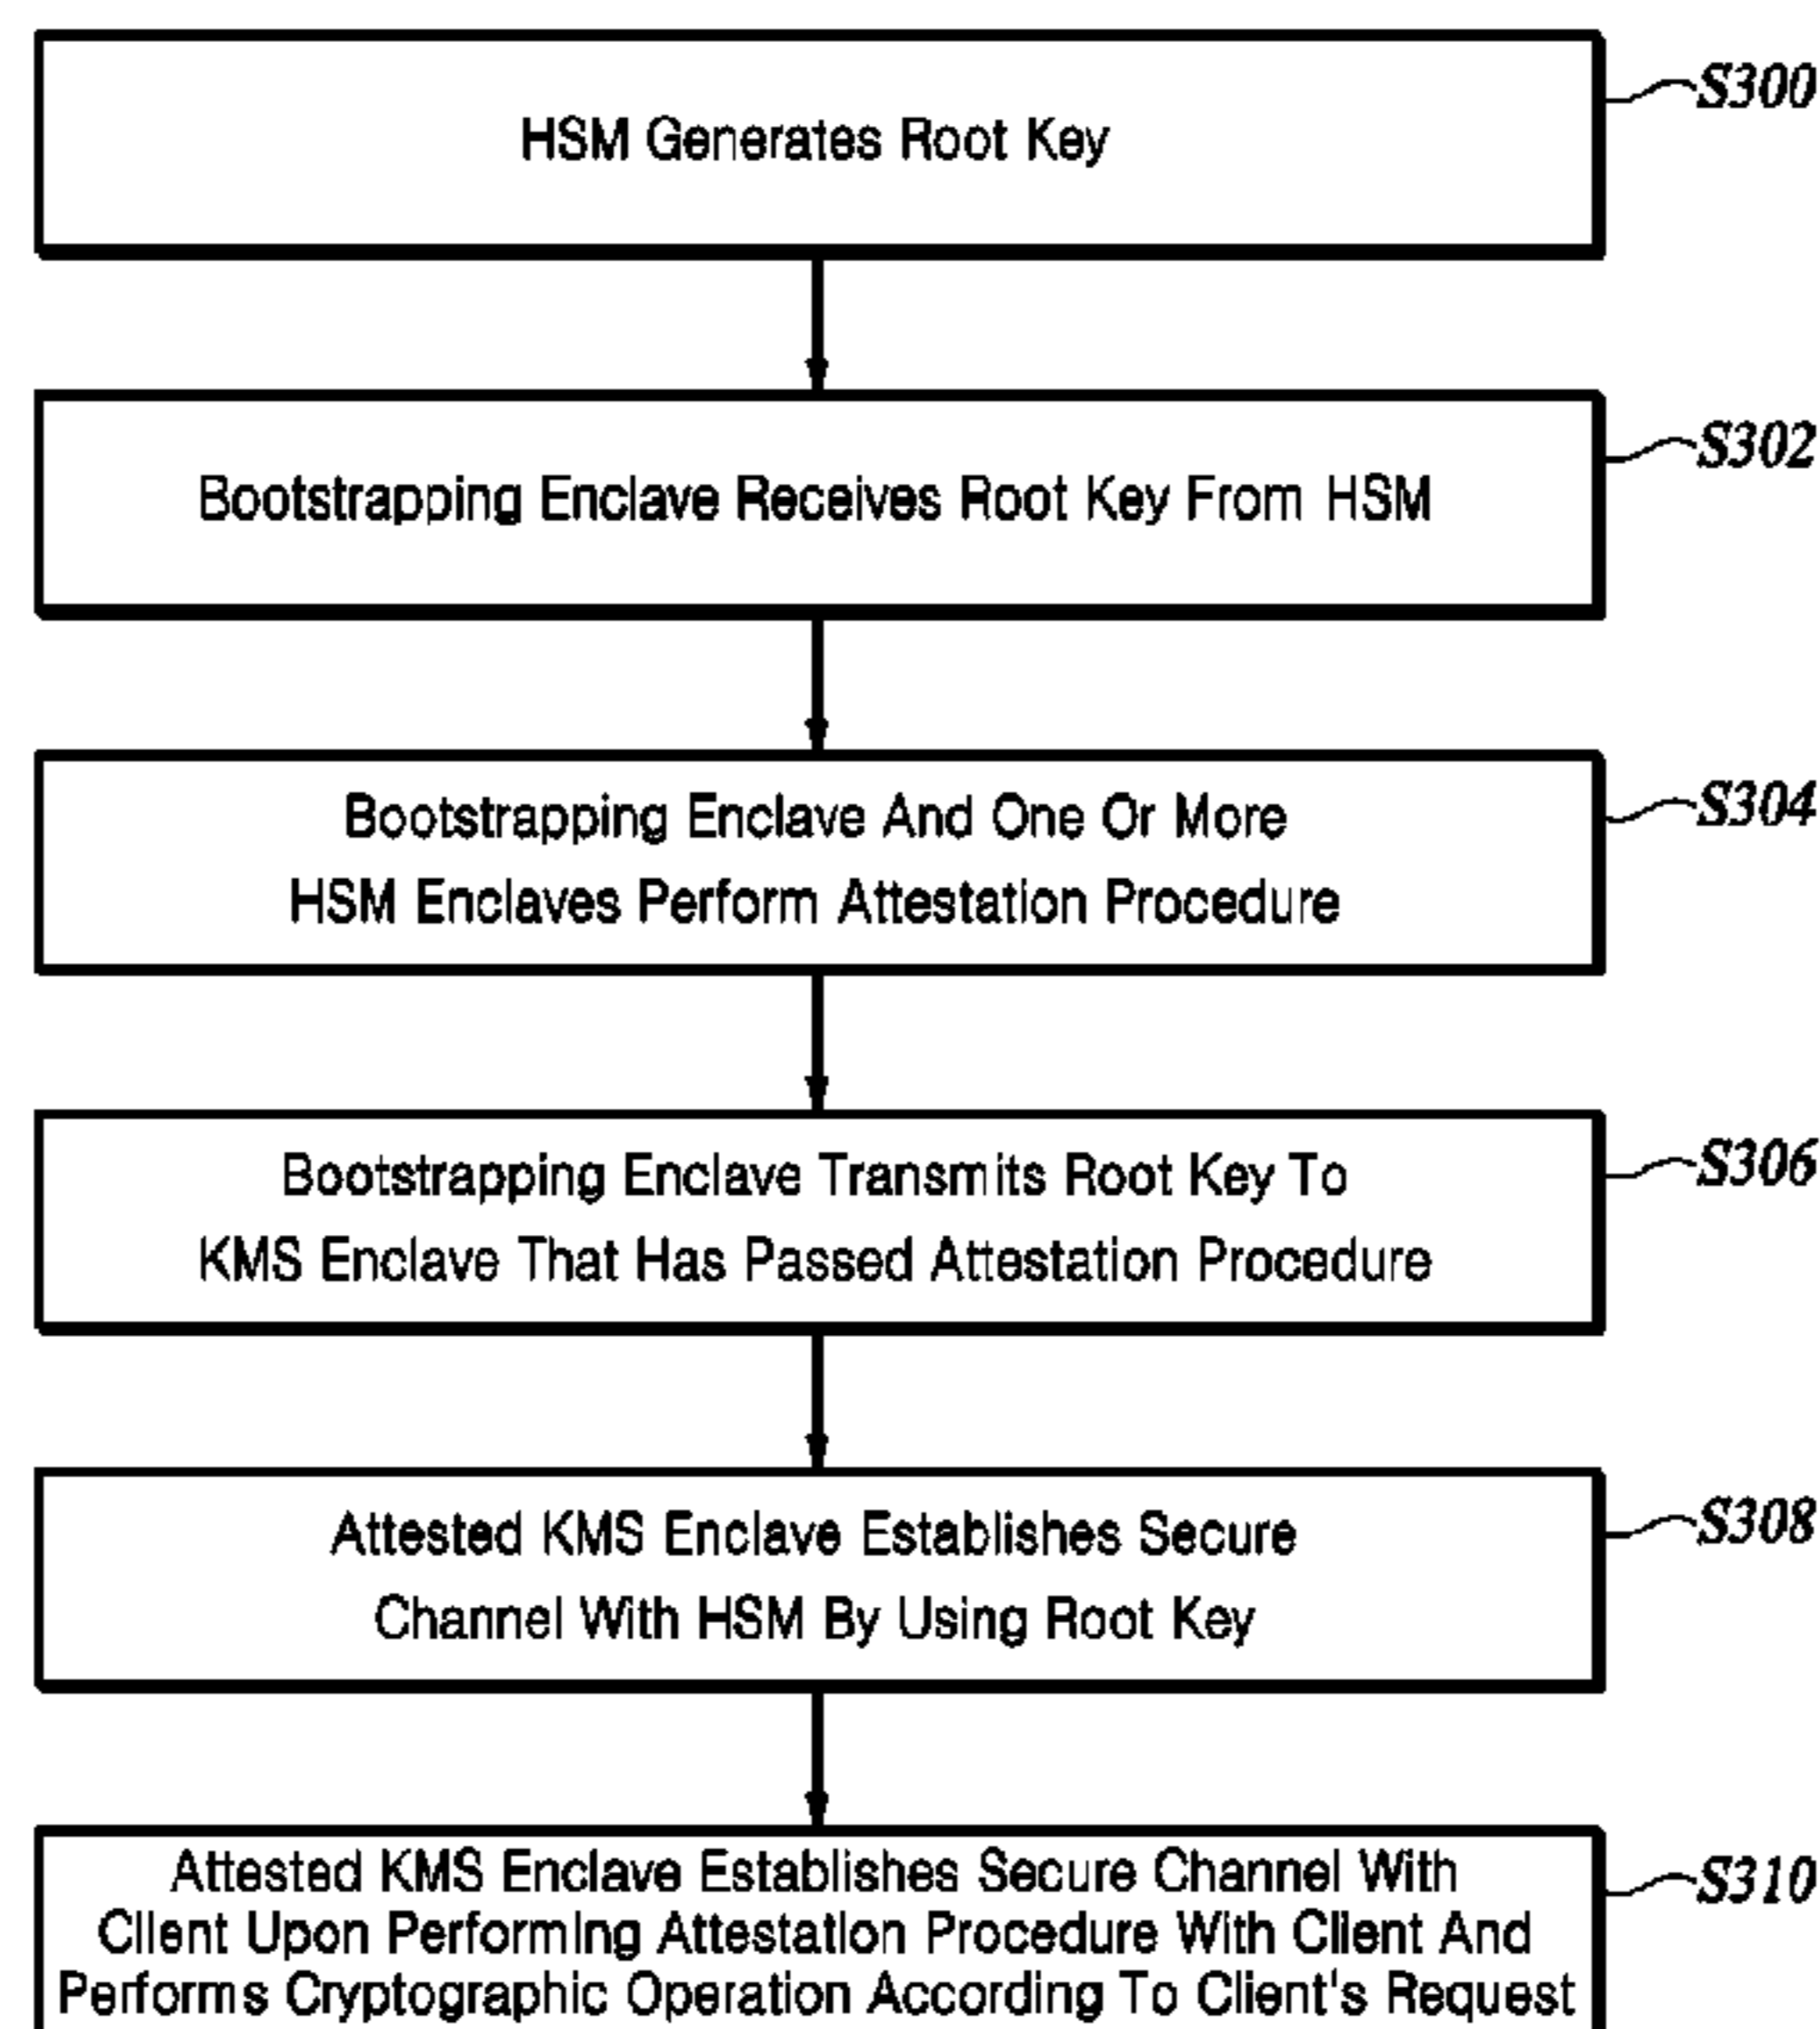 HSM Generates Root Key
S300
Bootstrapping Enclave Receives Root Key From HSM
S302
Bootstrapping Enclave And One Or More
HSM Enclaves Perform Attestation Procedure
S304
Bootstrapping Enclave Transmits Root Key To
KMS Enclave That Has Passed Attestation Procedure
S306
Attested KMS Enclave Establishes Secure
Channel With HSM By Using Root Key
S308
Attested KMS Enclave Establishes Secure Channel With
Client Upon Performing Attestation Procedure With Client And
Performs Cryptographic Operation According To Client's Request
S310